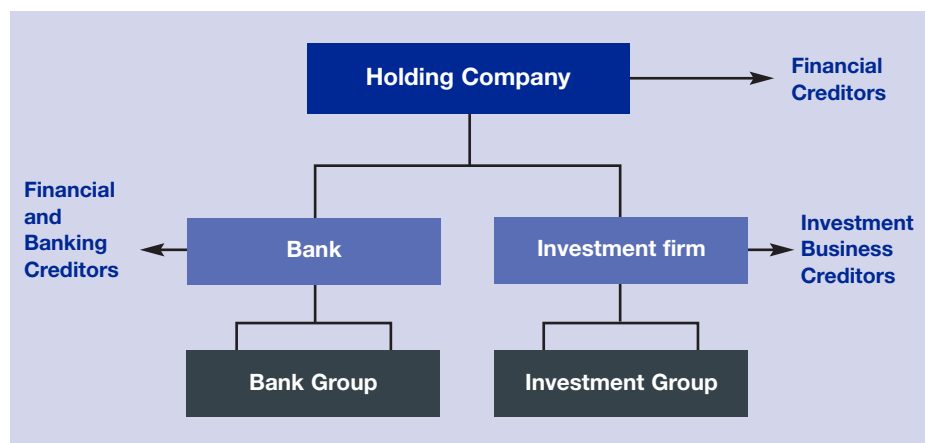 Holding Company
Financial
Creditors
Financial
and
Banking
Creditors
Bank
Investment firm
Investment
Business
Creditors
Bank Group
Investment Group